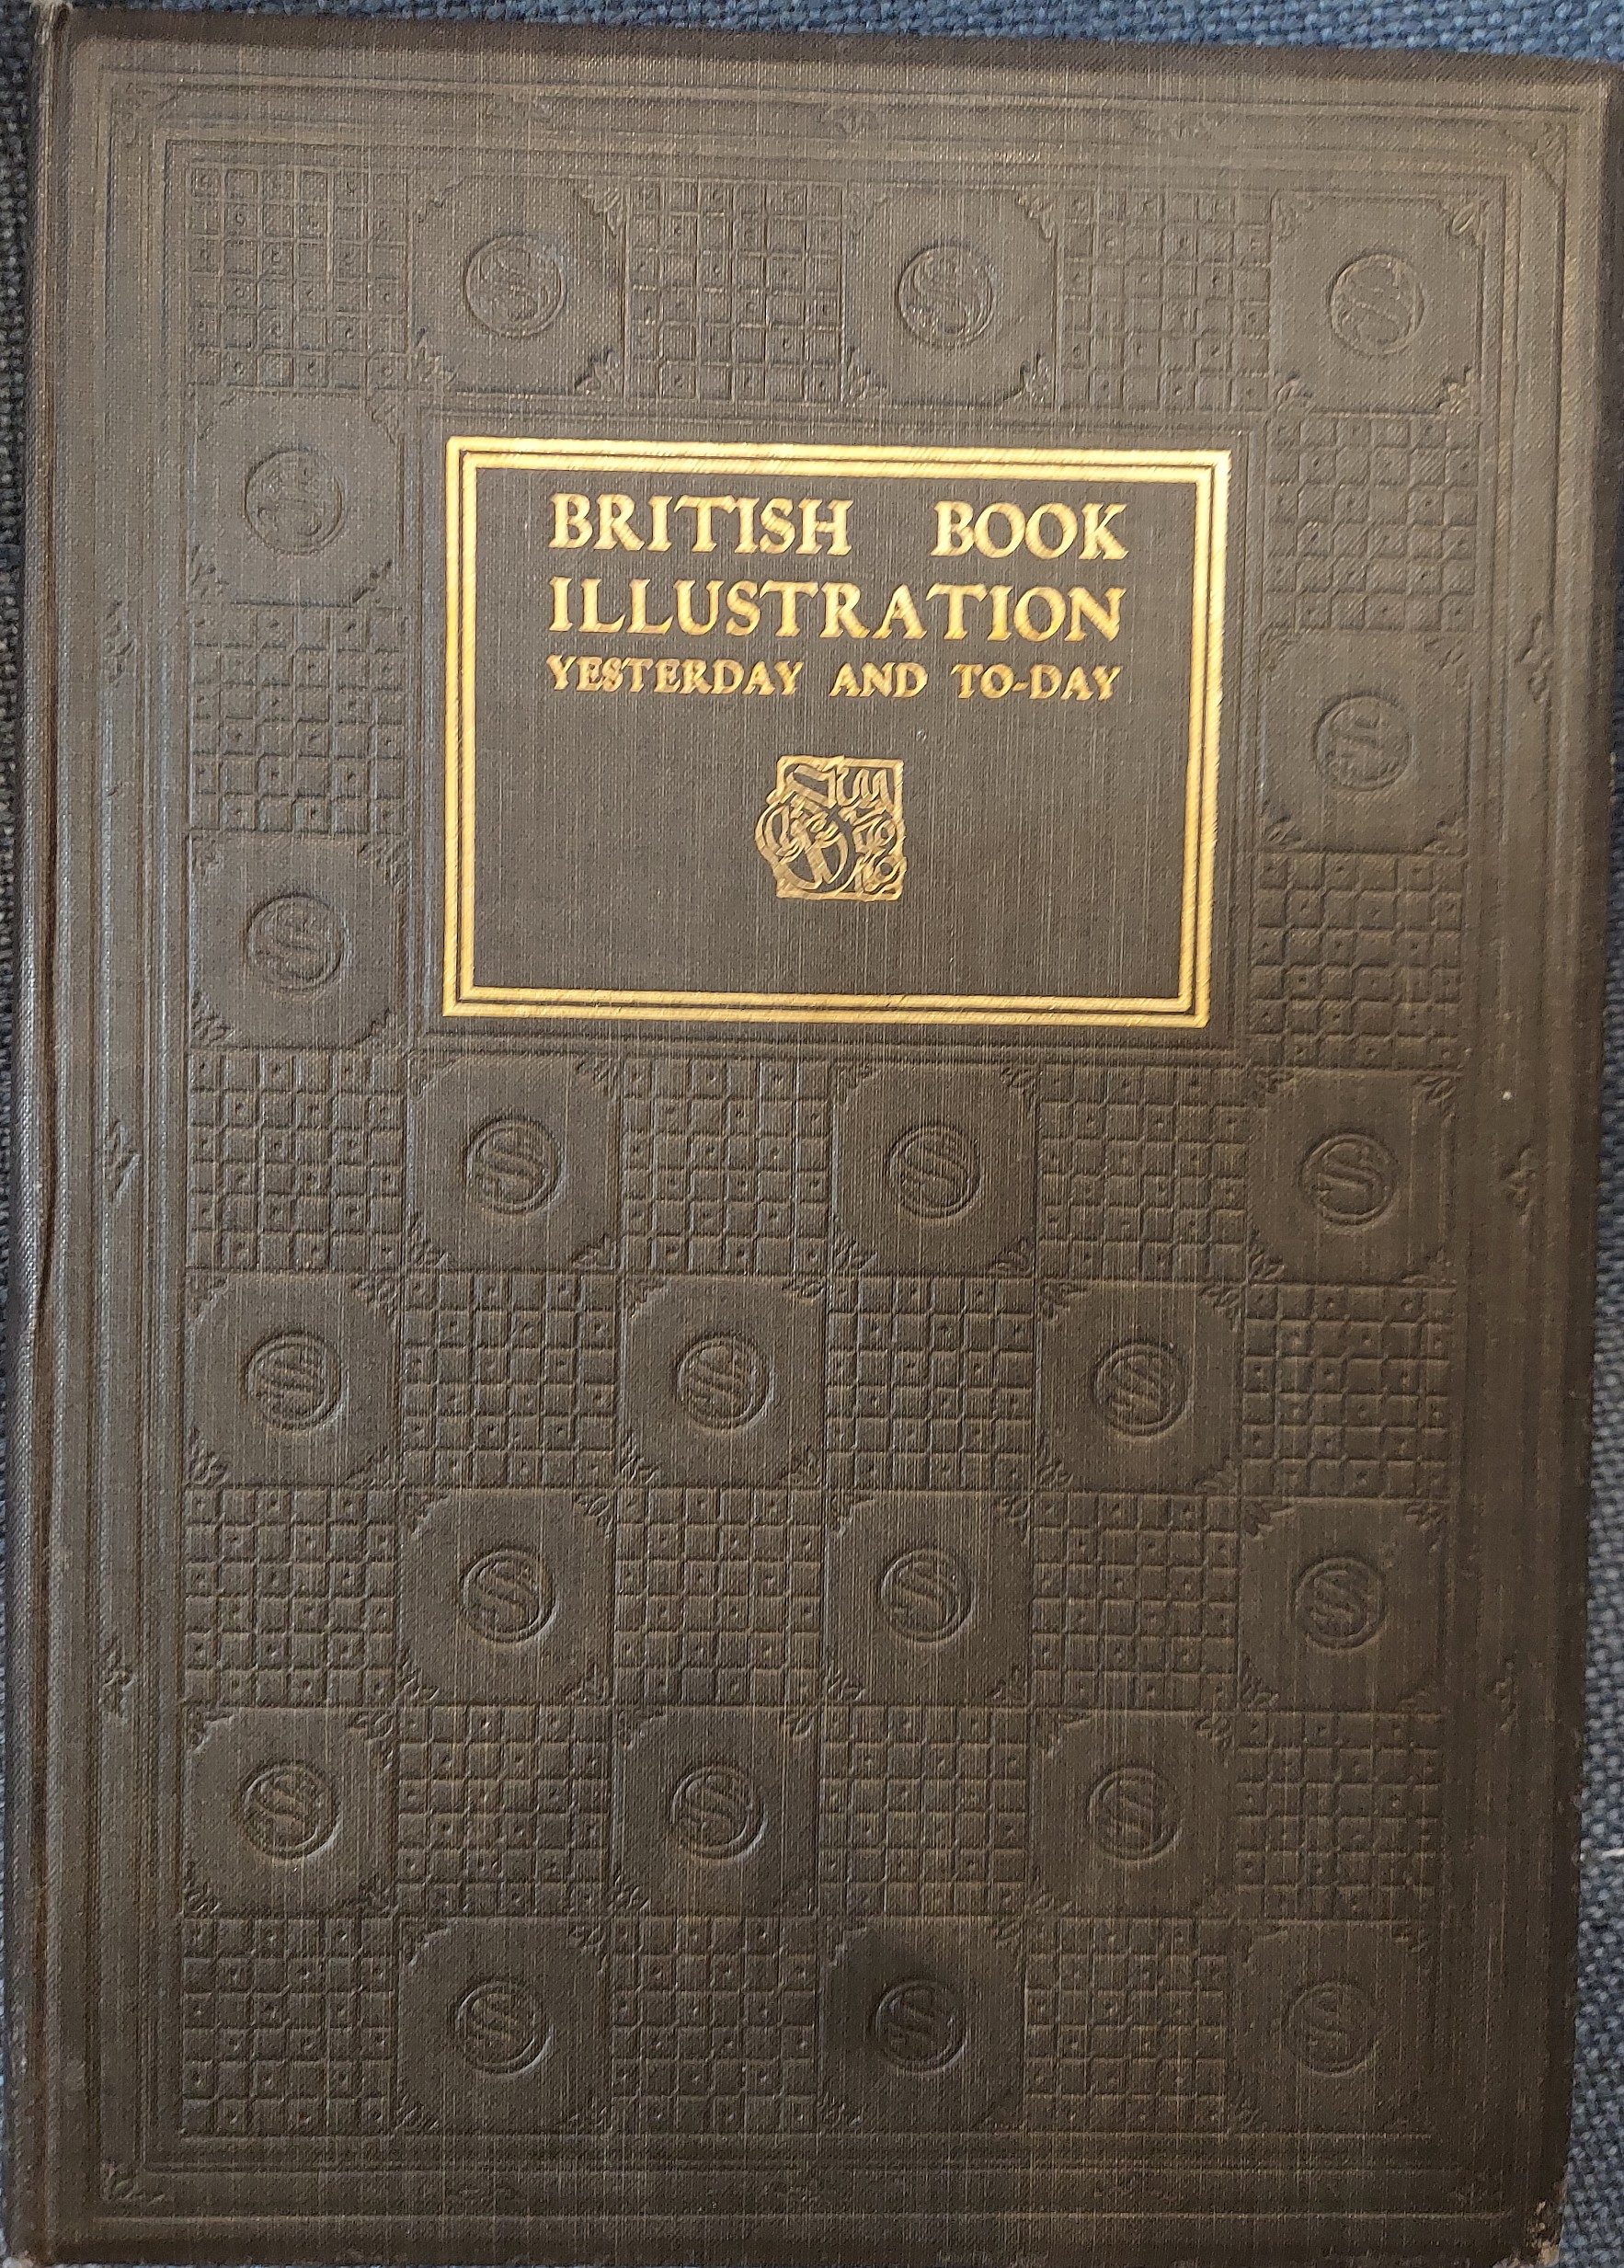 BRITISH BOOK
ILLUSTRATION
YESTERDAY AND TO-DAY